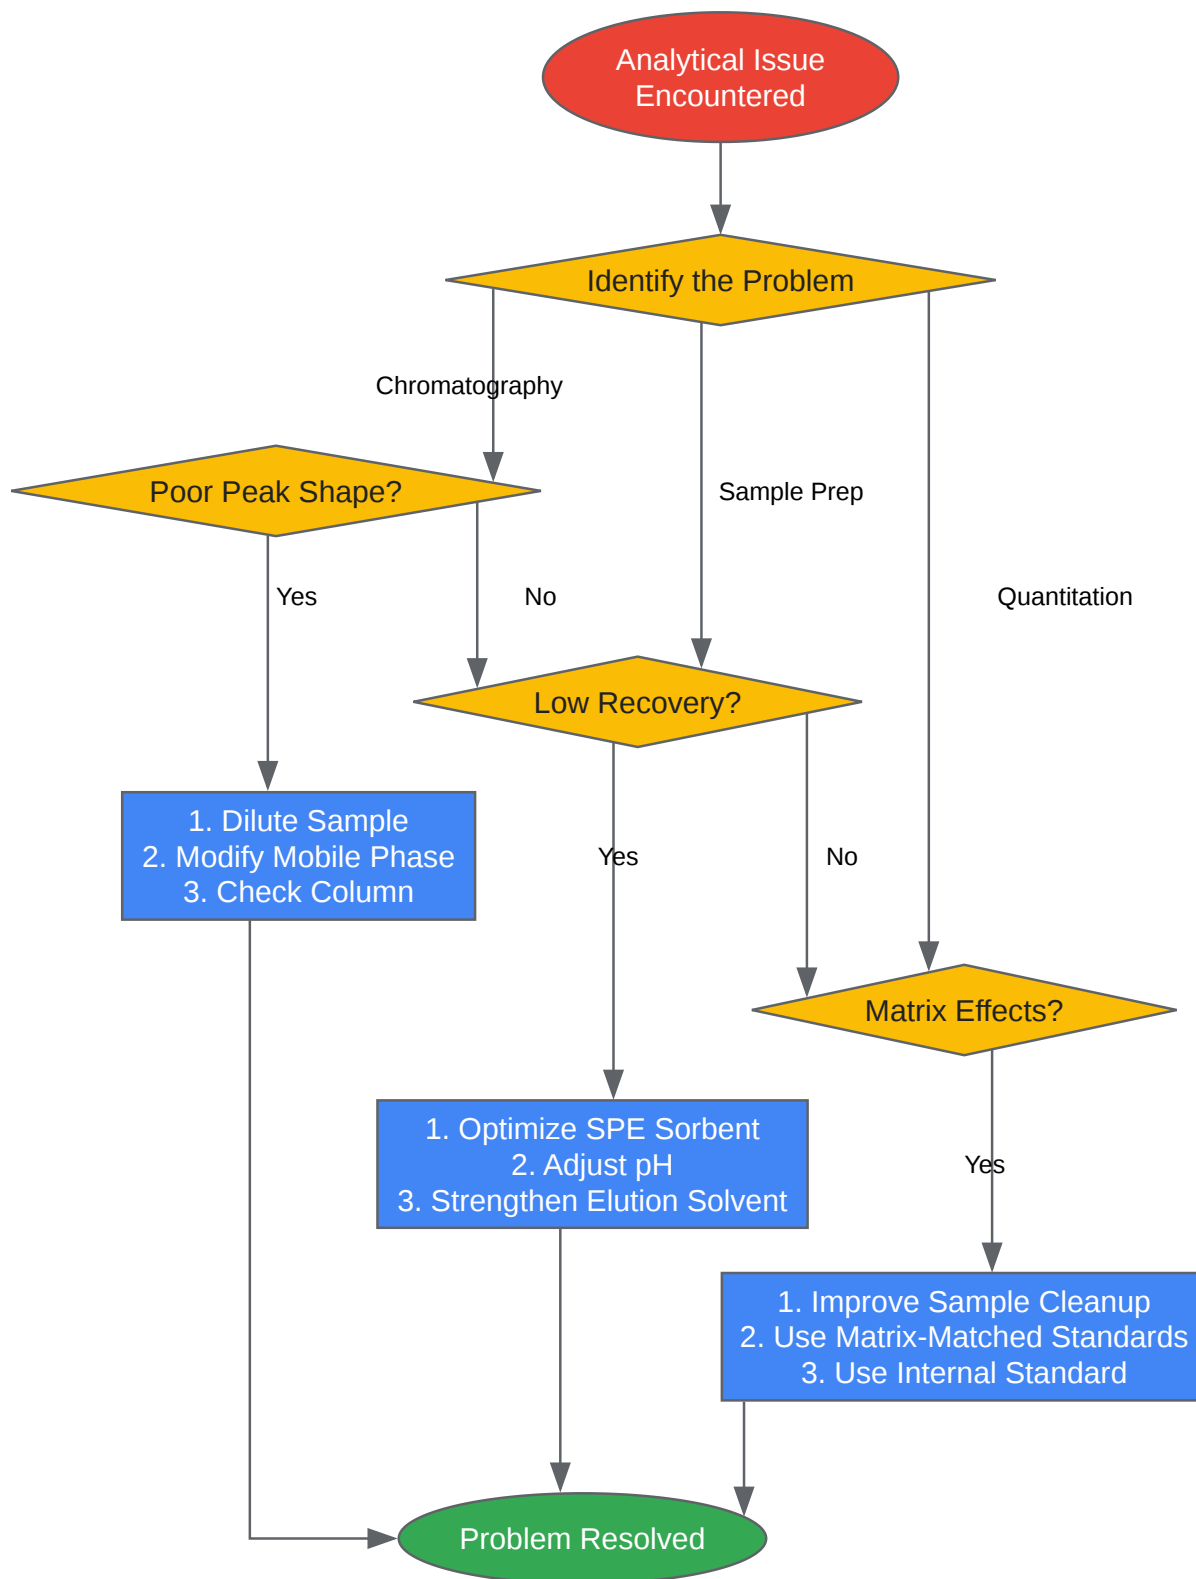 Analytical Issue
Encountered
Identify the Problem
Chromatography
Poor Peak Shape?
Sample Prep
Yes
No
Quantitation
Low Recovery?
1. Dilute Sample
2. Modify Mobile Phase
3. Check Column
Yes
No
Matrix Effects?
1. Optimize SPE Sorbent
2. Adjust pH
3. Strengthen Elution Solvent
Yes
1. Improve Sample Cleanup
2. Use Matrix-Matched Standards
3. Use Internal Standard
Problem Resolved